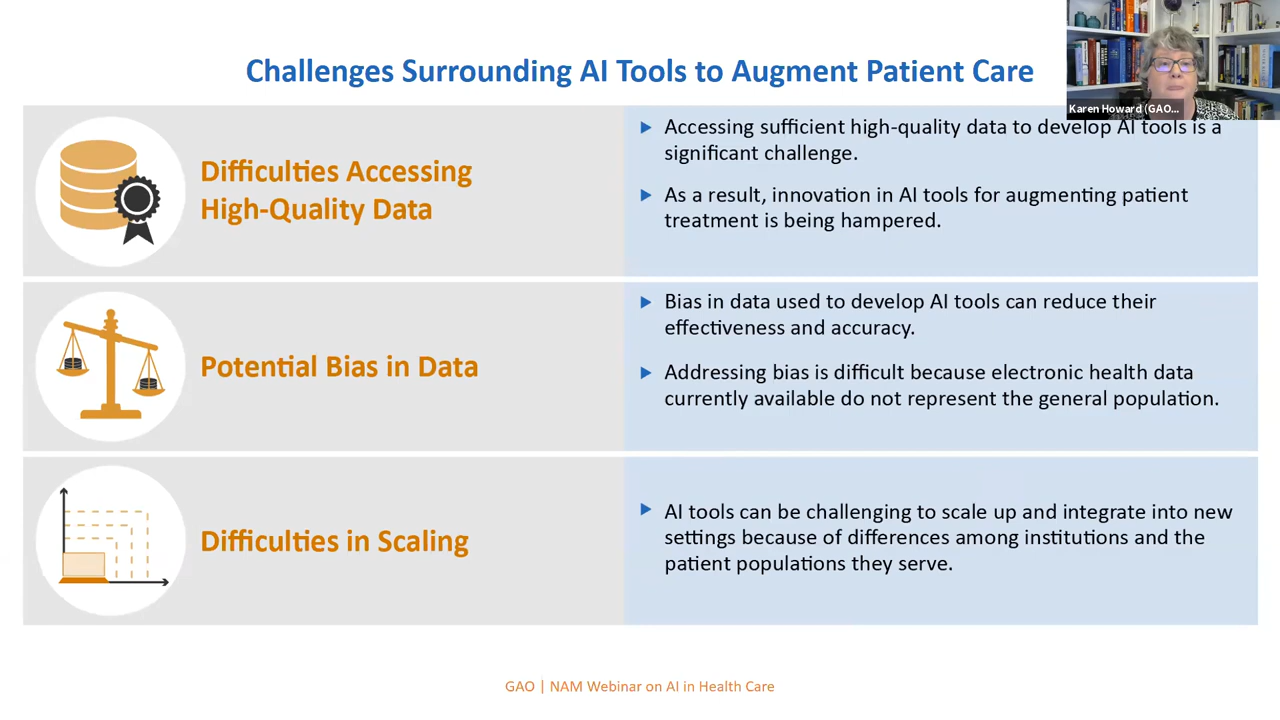 Challenges Surrounding AI Tools to Augment Patient Care
Karen Howard (GAO...
Difficulties Accessing
High-Quality Data
Accessing sufficient high-quality data to develop AI tools is a
significant challenge.
As a result, innovation in AI tools for augmenting patient
treatment is being hampered.
Potential Bias in Data
Bias in data used to develop AI tools can reduce their
effectiveness and accuracy.
Addressing bias is difficult because electronic health data
currently available do not represent the general population.
Difficulties in Scaling
AI tools can be challenging to scale up and integrate into new
settings because of differences among institutions and the
patient populations they serve.
GAO | NAM Webinar on AI in Health Care